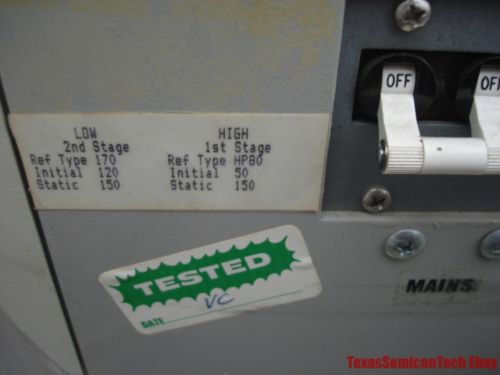 OFF
OFF
LOW
2nd Stage
Ref Type 170
Initial 120
Static 150
HIGH
1st Stage
Ref Type HP80
Initial 50
Static 150
TESTED
VC
DATE
MAINS
TexasSemiconTech Ebay